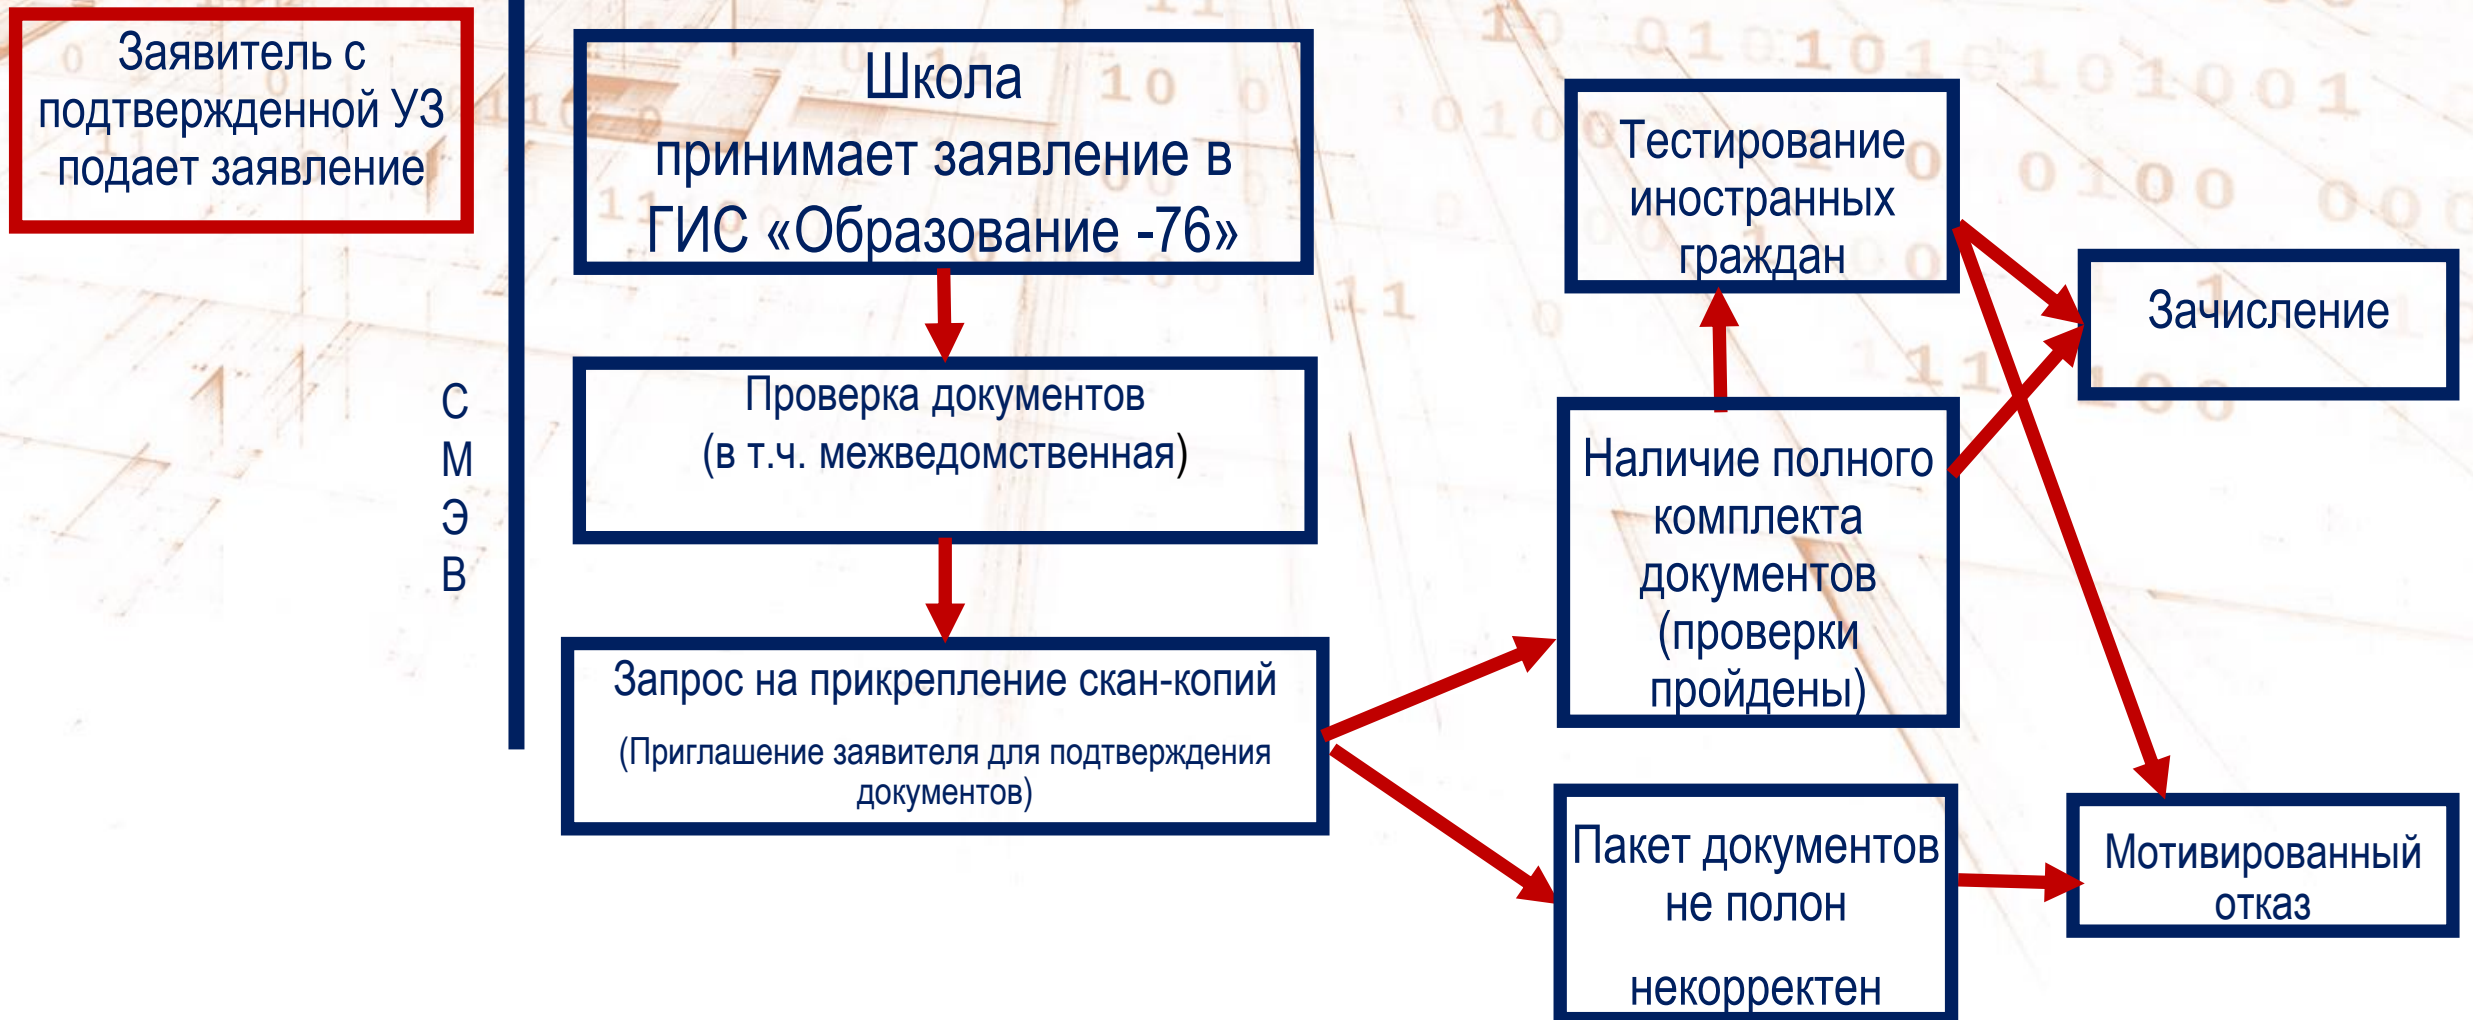 Заявитель с
подтвержденной УЗ
подает заявление
С
М
Э
В
Школа
принимает заявление в
ГИС «Образование -76»
Проверка документов
(в т.ч. межведомственная)
Запрос на прикрепление скан-копий
(Приглашение заявителя для подтверждения
документов)
Тестирование
иностранных
граждан
Наличие полного
комплекта
документов
(проверки
пройдены)
Пакет документов
не полон
некорректен
Зачисление
Мотивированный
отказ